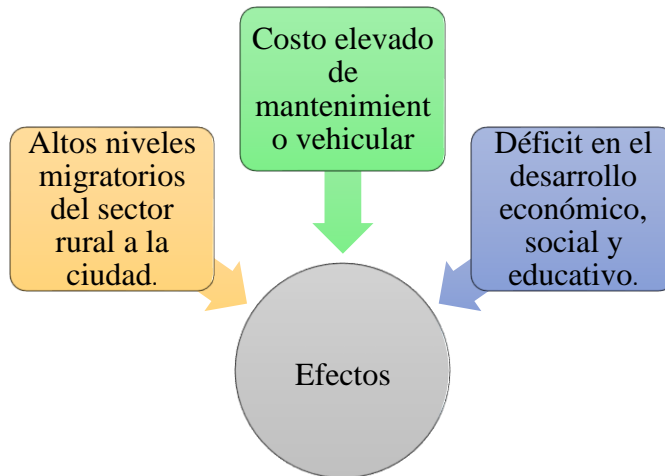 Costo elevado
de
mantenimient
o vehicular
Altos niveles
migratorios
del sector
rural a la
ciudad.
Déficit en el
desarrollo
económico,
social y
educativo.
Efectos